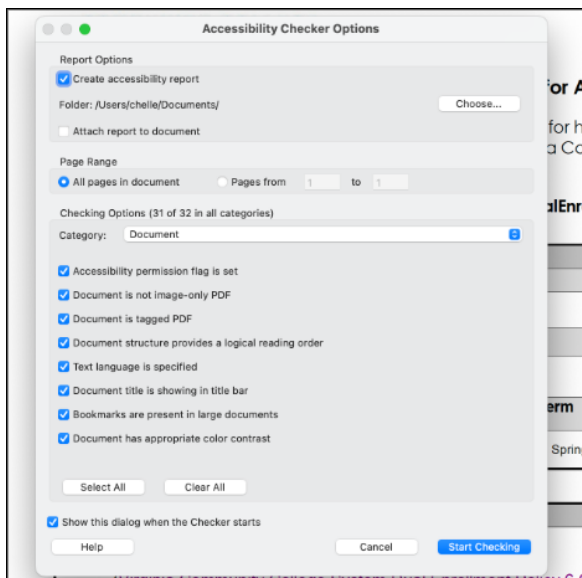 Accessibility Checker Options
Report Options
Create accessibility report
Folder: /Users/chelle/Documents/
Choose...
Attach report to document
Page Range
All pages in document
Pages from 1 to 1
Checking Options (31 of 32 in all categories)
Category: Document
Accessibility permission flag is set
Document is not image-only PDF
Document is tagged PDF
Document structure provides a logical reading order
Text language is specified
Document title is showing in title bar
Bookmarks are present in large documents
Document has appropriate color contrast
Select All
Clear All
Show this dialog when the Checker starts
Help
Cancel
Start Checking
for A
for h
a Co
alEnr
erm
Sprin